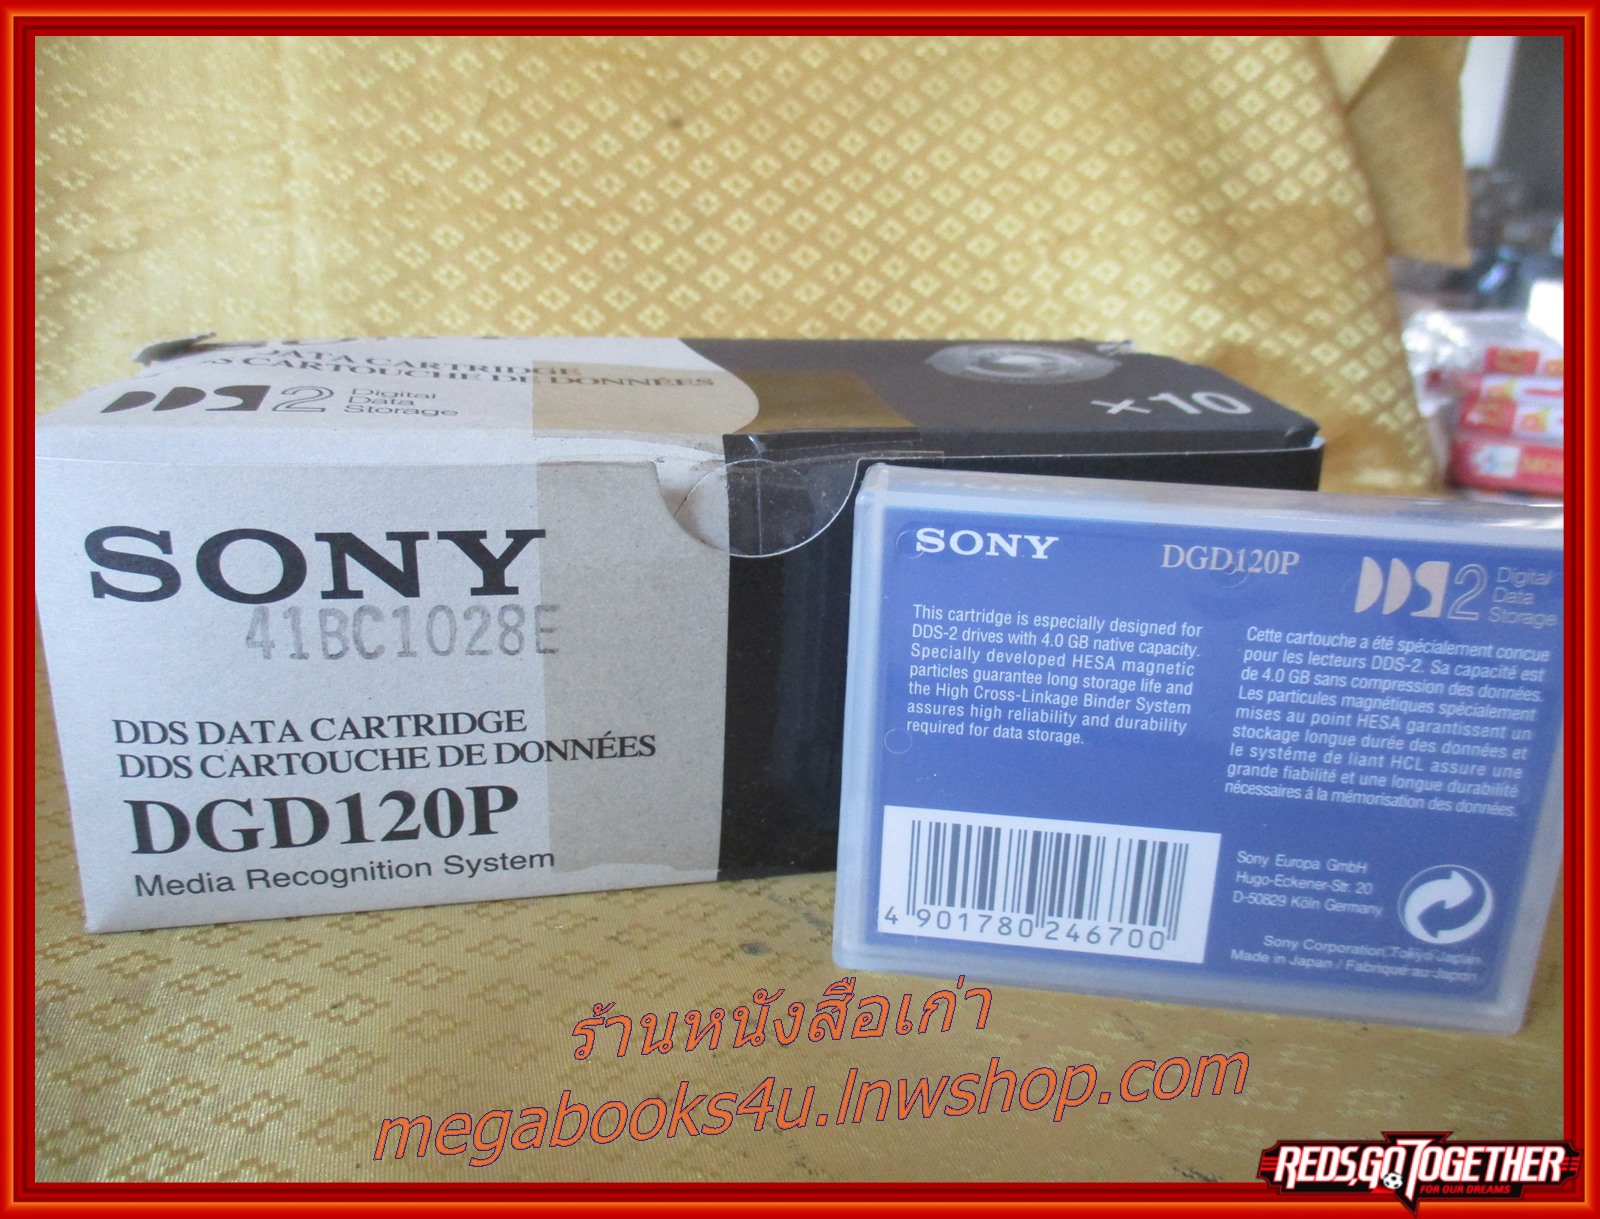 DATA CARTRIDGE
CARTOUCHE DE DONNÉES
DDS2 Digital
Data
Storage
×10
SONY
41BC1028E
DDS DATA CARTRIDGE
DDS CARTOUCHE DE DONNÉES
DGD120P
Media Recognition System
SONY
DGD120P
DDS2 Digital
Data
Storage
This cartridge is especially designed for
DDS-2 drives with 4.0 GB native capacity.
Specially developed HESA magnetic
particles guarantee long storage life and
the High Cross-Linkage Binder System
assures high reliability and durability
required for data storage.
Cette cartouche a été spécialement concue
pour les lecteurs DDS-2. Sa capacité est
de 4.0 GB sans compression des données.
Les particules magnétiques spécialement
mises au point HESA garantissent un
stockage longue durée des données et
le systéme de liant HCL assure une
grande fiabilité et une longue durabilité
nécessaires á la mémorisation des données.
4 901780 246700
Sony Europa GmbH
Hugo-Eckener-Str. 20
D-50829 Köln Germany
Sony Corporation Tokyo Japan
Made in Japan / Fabriqué au Japon
ร้านหนังสือเก่า
megabooks4u.lnwshop.com
REDS,GO TOGETHER
FOR OUR DREAMS